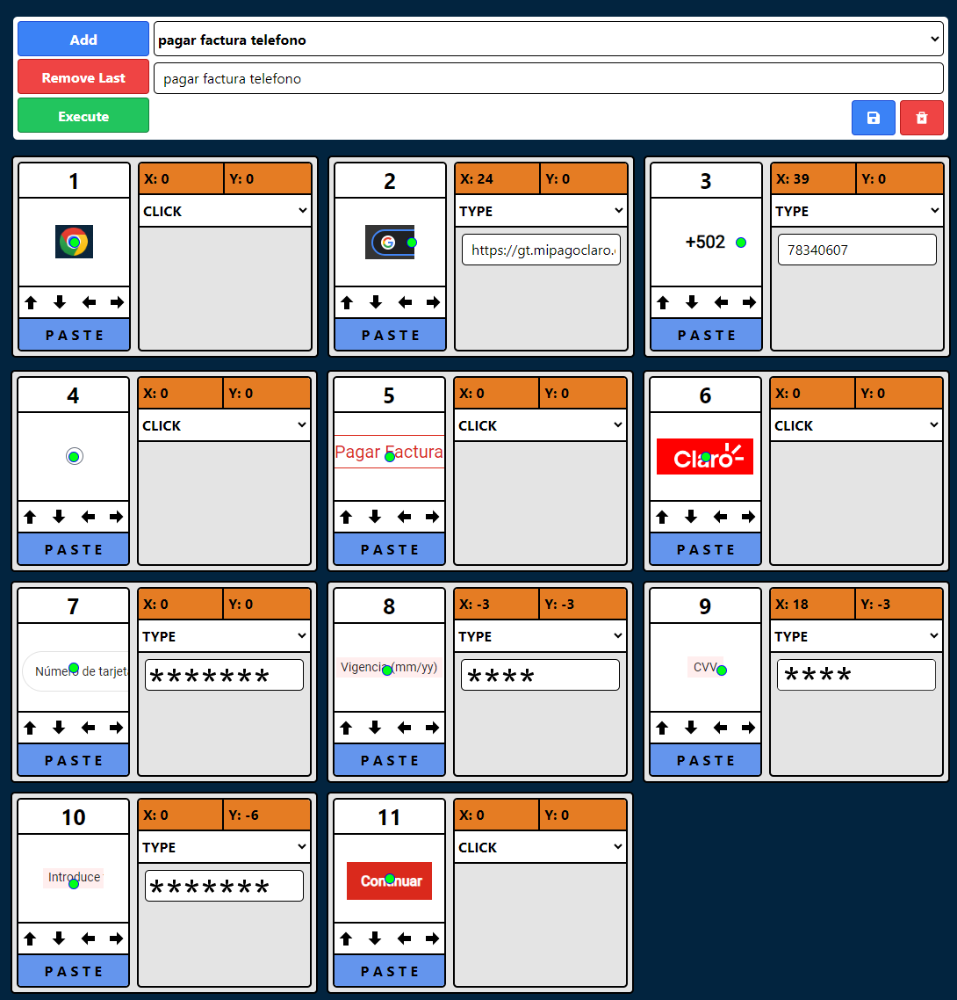 Add
pagar factura telefono
Remove Last
pagar factura telefono
Execute
1
X: 0
Y: 0
CLICK
PASTE
2
X: 24
Y: 0
TYPE
G
https://gt.mipagoclaro.
PASTE
3
X: 39
Y: 0
TYPE
+502
78340607
PASTE
4
X: 0
Y: 0
CLICK
PASTE
5
X: 0
Y: 0
CLICK
Pagar Factura
PASTE
6
X: 0
Y: 0
CLICK
Claro
PASTE
7
X: 0
Y: 0
TYPE
Número de tarjet
*******
PASTE
8
X: -3
Y: -3
TYPE
Vigencia (mm/yy)
****
PASTE
9
X: 18
Y: -3
TYPE
CVV
****
PASTE
10
X: 0
Y: -6
TYPE
Introduce
*******
PASTE
11
X: 0
Y: 0
CLICK
Continuar
PASTE